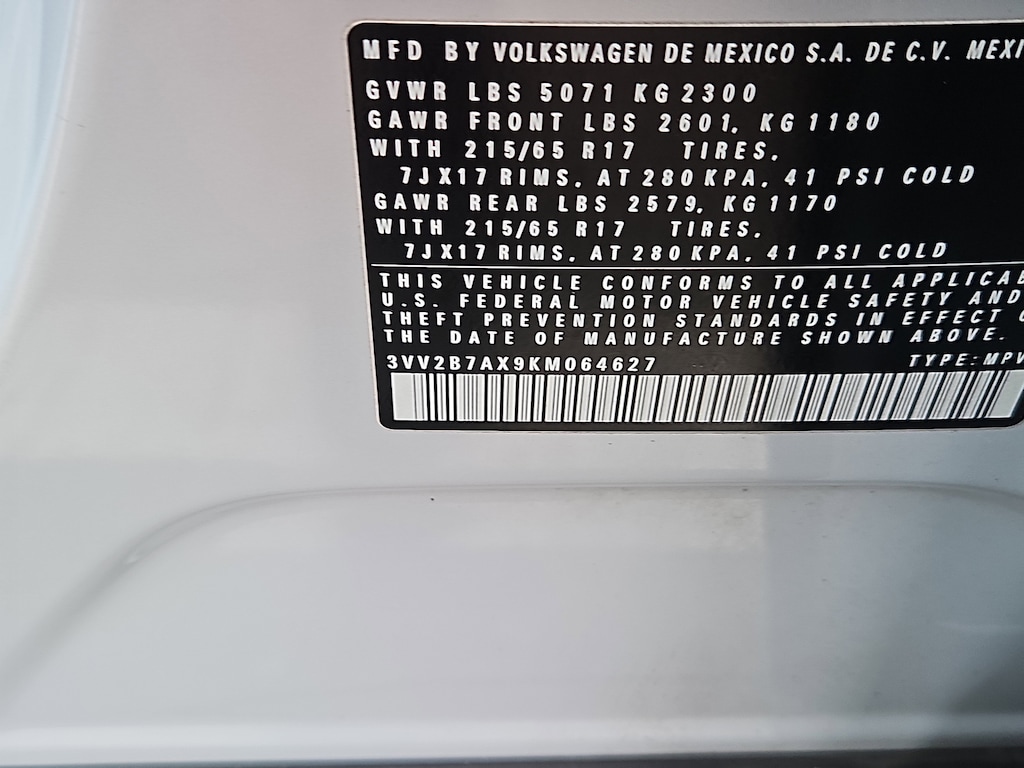 MFD BY VOLKSWAGEN DE MEXICO S.A. DE C.V.
GVWR LBS 5071 KG 2300
GAWR FRONT LBS 2601, KG 1180
WITH 215/65 R17 TIRES,
7JX17 RIMS, AT 280 KPA, 41 PSI COLD
GAWR REAR LBS 2579, KG 1170
WITH 215/65 R17 TIRES,
7JX17 RIMS, AT 280 KPA, 41 PSI COLD
THIS VEHICLE CONFORMS TO ALL
U.S. FEDERAL MOTOR VEHICLE SAFETY AND
THEFT PREVENTION STANDARDS IN EFFECT
THE DATE OF MANUFACTURE SHOWN ABOVE.
3VV2B7AX9KM064627 TYPE: MPV